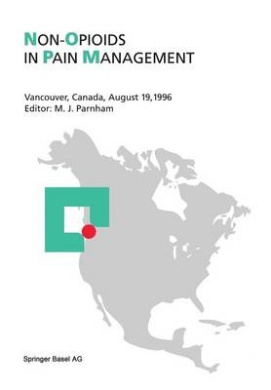 NON-OPIOIDS
IN PAIN MANAGEMENT
Vancouver, Canada, August 19,1996
Editor: M. J. Parnham
Springer Basel AG